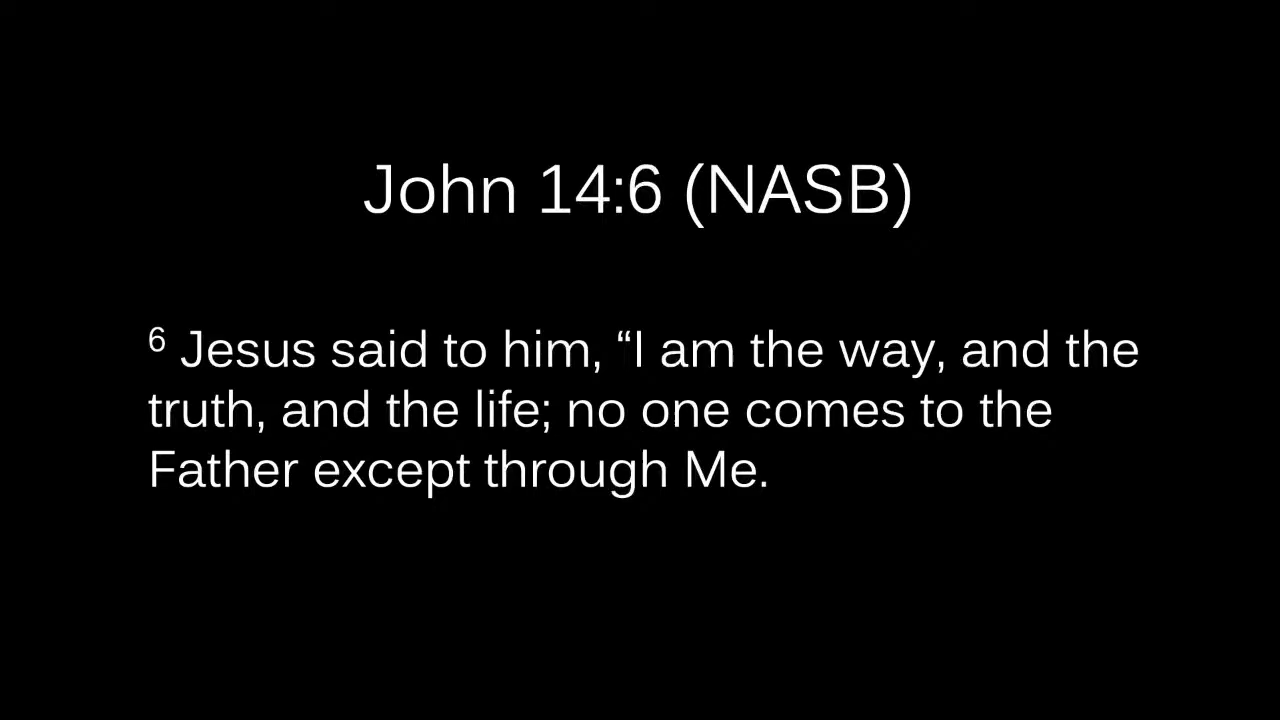 John 14:6 (NASB)
6 Jesus said to him, “I am the way, and the
truth, and the life; no one comes to the
Father except through Me.